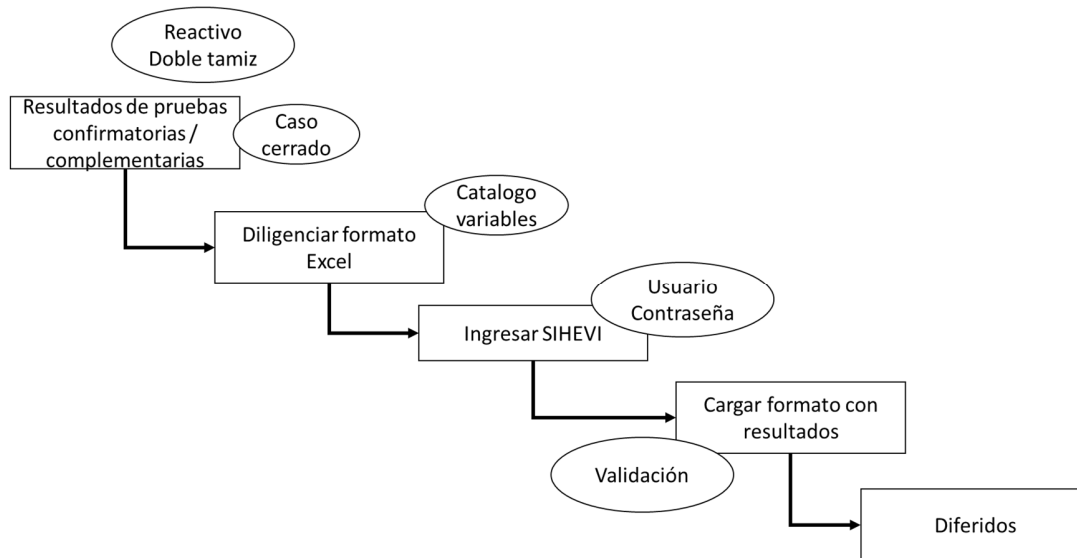 Reactivo
Doble tamiz
Resultados de pruebas
confirmatorias /
complementarias
Caso
cerrado
Catalogo
variables
Diligenciar formato
Excel
Usuario
Contraseña
Ingresar SIHEVI
Cargar formato con
resultados
Validación
Diferidos